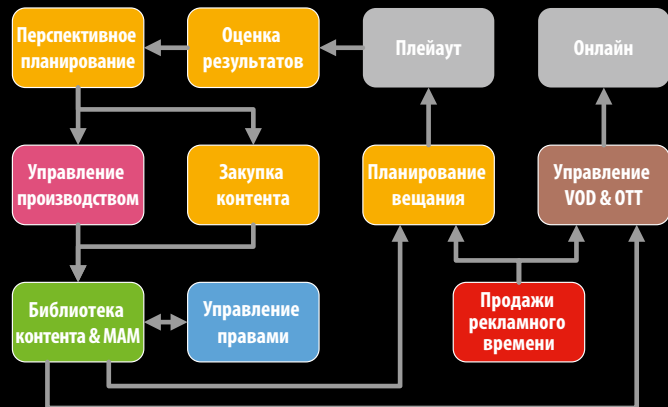 Перспективное
планирование
Оценка
результатов
Плейаут
Онлайн
Управление
производством
Закупка
контента
Планирование
вещания
Управление
VOD & OTT
Библиотека
контента & MAM
Управление
правами
Продажи
рекламного
времени